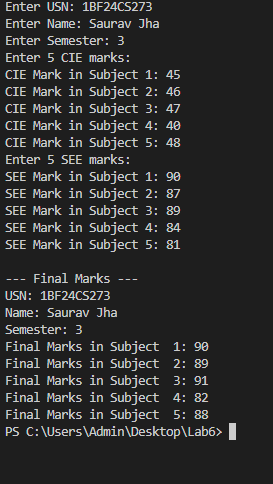 Enter USN: 1BF24CS273
Enter Name: Saurav Jha
Enter Semester: 3
Enter 5 CIE marks:
CIE Mark in Subject 1: 45
CIE Mark in Subject 2: 46
CIE Mark in Subject 3: 47
CIE Mark in Subject 4: 40
CIE Mark in Subject 5: 48
Enter 5 SEE marks:
SEE Mark in Subject 1: 90
SEE Mark in Subject 2: 87
SEE Mark in Subject 3: 89
SEE Mark in Subject 4: 84
SEE Mark in Subject 5: 81

--- Final Marks ---
USN: 1BF24CS273
Name: Saurav Jha
Semester: 3
Final Marks in Subject  1: 90
Final Marks in Subject  2: 89
Final Marks in Subject  3: 91
Final Marks in Subject  4: 82
Final Marks in Subject  5: 88
PS C:\Users\Admin\Desktop\Lab6>